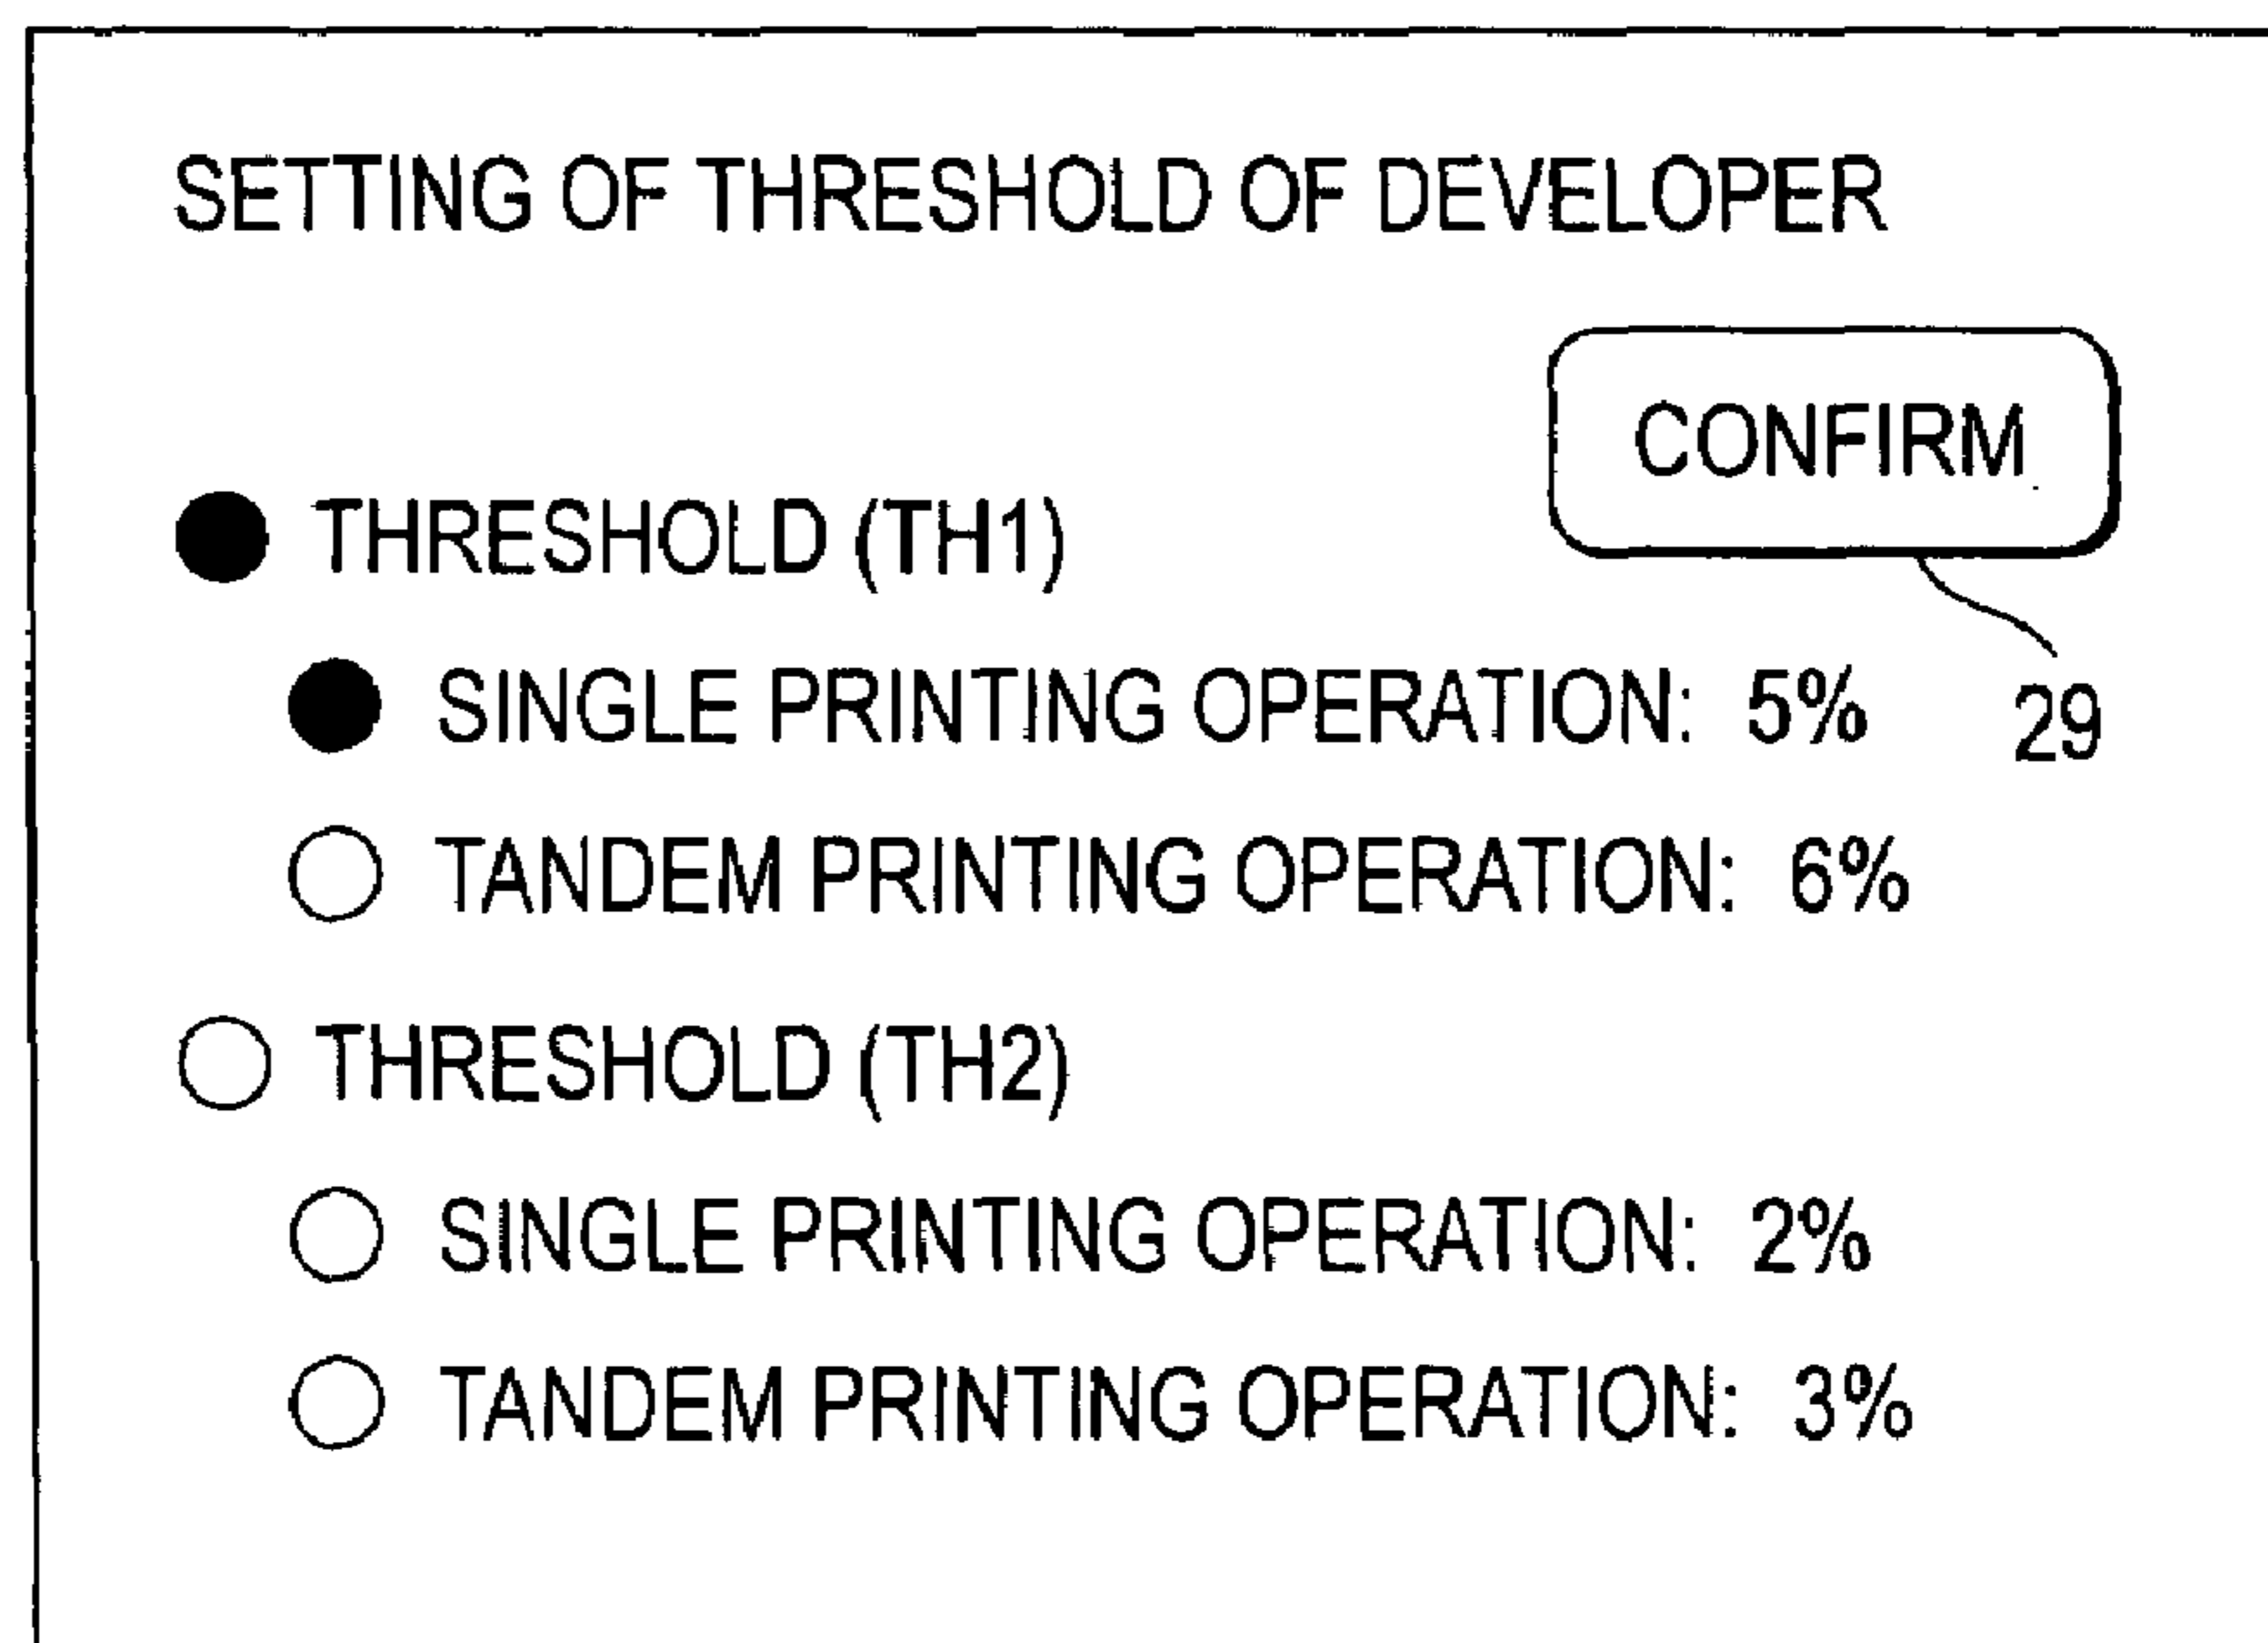 SETTING OF THRESHOLD OF DEVELOPER
CONFIRM
THRESHOLD (TH1)
SINGLE PRINTING OPERATION: 5%
29
TANDEM PRINTING OPERATION: 6%
THRESHOLD (TH2)
SINGLE PRINTING OPERATION: 2%
TANDEM PRINTING OPERATION: 3%